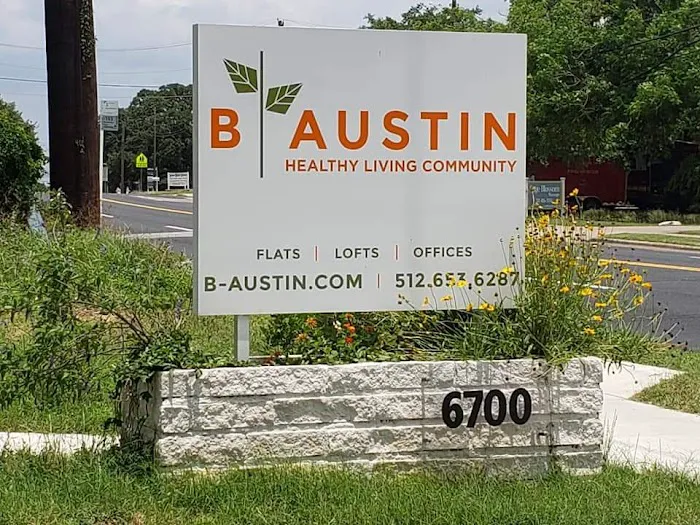 B AUSTIN
HEALTHY LIVING COMMUNITY
FLATS | LOFTS | OFFICES
B-AUSTIN.COM | 512.653.6287
6700